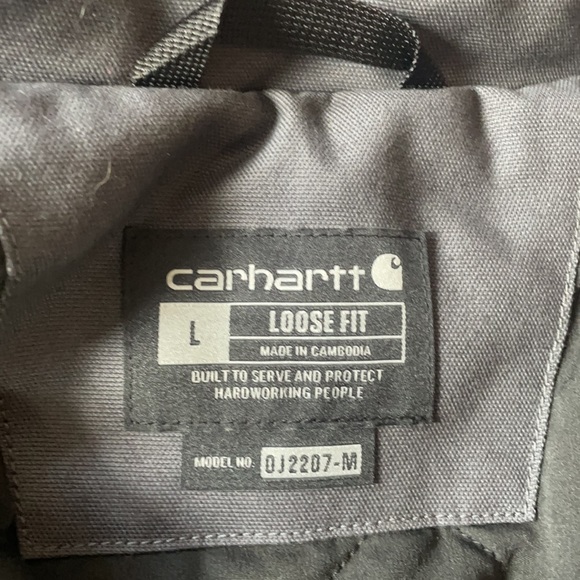 carhartt
L
LOOSE FIT
MADE IN CAMBODIA
BUILT TO SERVE AND PROTECT
HARDWORKING PEOPLE
MODEL NO. OJ2207-M